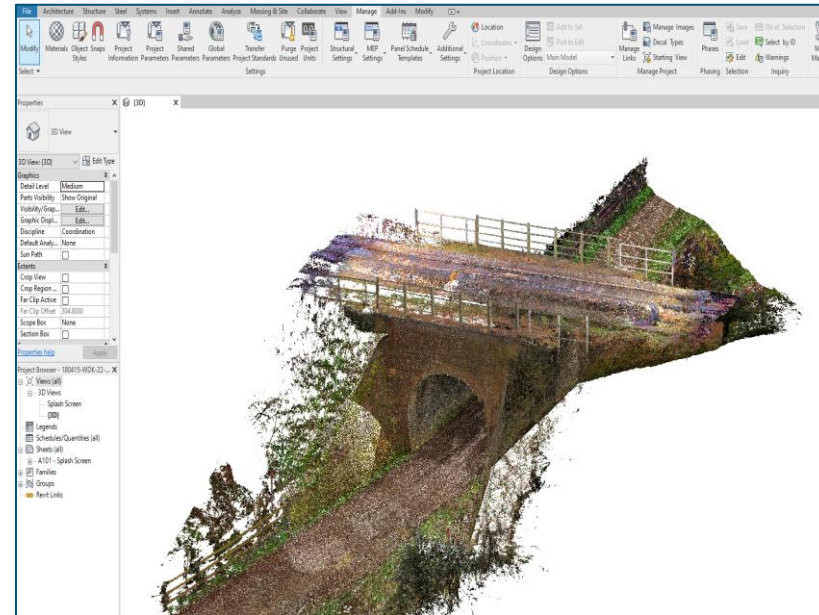 File Architecture Structure Steel Systems Insert Annotate Analyze Massing & Site Collaborate View Manage Add-Ins Modify
Modify Materials Object Styles Snaps Project Information Project Parameters Shared Parameters Global Parameters Transfer Project Standards Purge Unused Project Units Structural Settings MEP Settings Panel Schedule Templates Additional Settings
Location
Coordinates
Position
Design Options
Add to Set
Pick to Edit
Main Model
Manage Links
Manage Images
Decal Types
Starting View
Phases
Save
Load
Edit
IDs of Selection
Select by ID
Warnings
Select Settings Project Location Design Options Manage Project Phasing Selection Inquiry
Properties X {3D} X
3D View
3D View: {3D} Edit Type
Graphics
Detail Level Medium
Parts Visibility Show Original
Visibility/Grap... Edit...
Graphic Displ... Edit...
Discipline Coordination
Default Analy... None
Sun Path
Extents
Crop View
Crop Region ...
Far Clip Active
Far Clip Offset 304.8000
Scope Box None
Section Box
Properties help Apply
Project Browser - 180415-WDK-22-... X
Views (all)
3D Views
Splash Screen
{3D}
Legends
Schedules/Quantities (all)
Sheets (all)
A101 - Splash Screen
Families
Groups
Revit Links